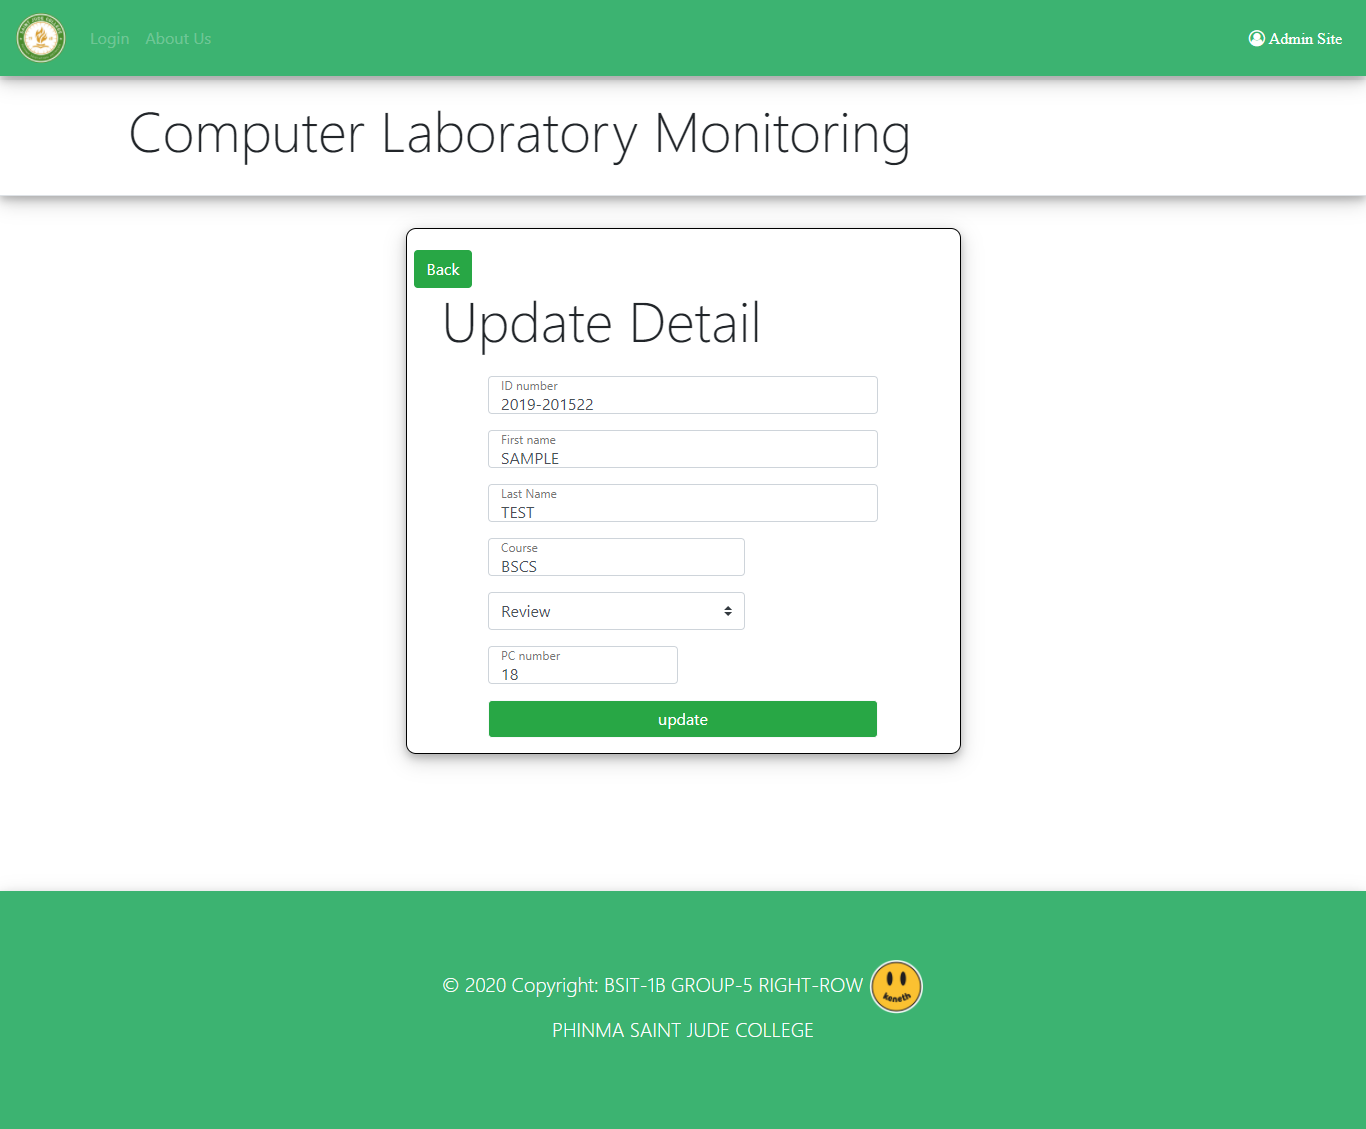 Login About Us Admin Site
Computer Laboratory Monitoring
Back
Update Detail
ID number
2019-201522
First name
SAMPLE
Last Name
TEST
Course
BSCS
Review
PC number
18
update
© 2020 Copyright: BSIT-1B GROUP-5 RIGHT-ROW
keneth
PHINMA SAINT JUDE COLLEGE